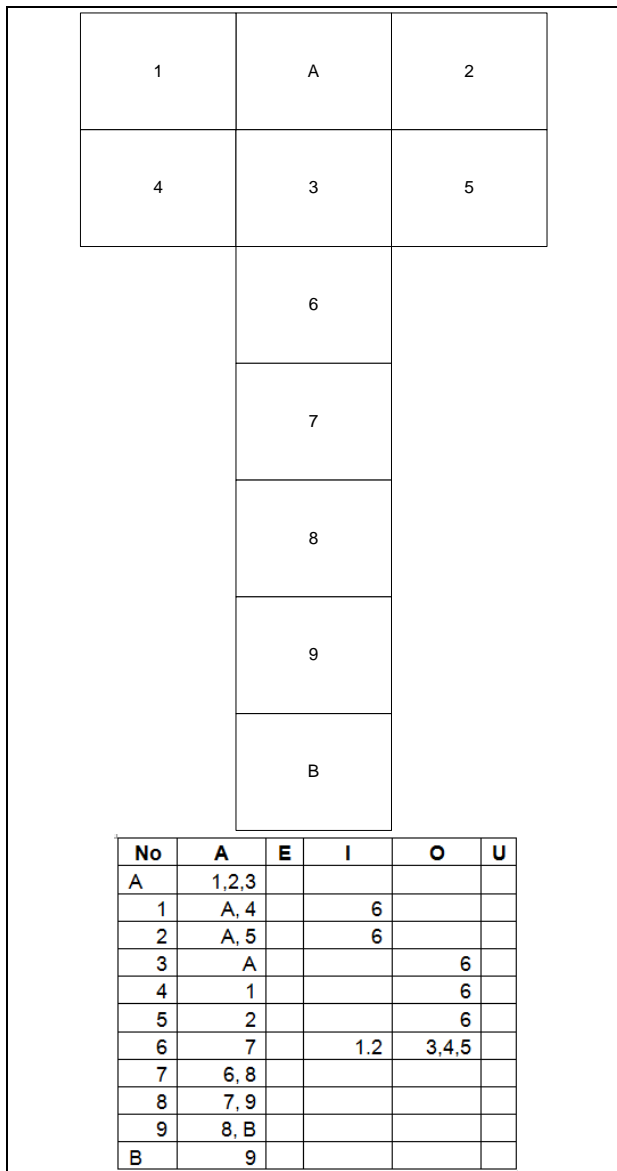 1 A 2
4 3 5
6
7
8
9
B
No A E I O U
A 1,2,3
1 A, 4 6
2 A, 5 6
3 A 6
4 1 6
5 2 6
6 7 1.2 3,4,5
7 6, 8
8 7, 9
9 8, B
B 9